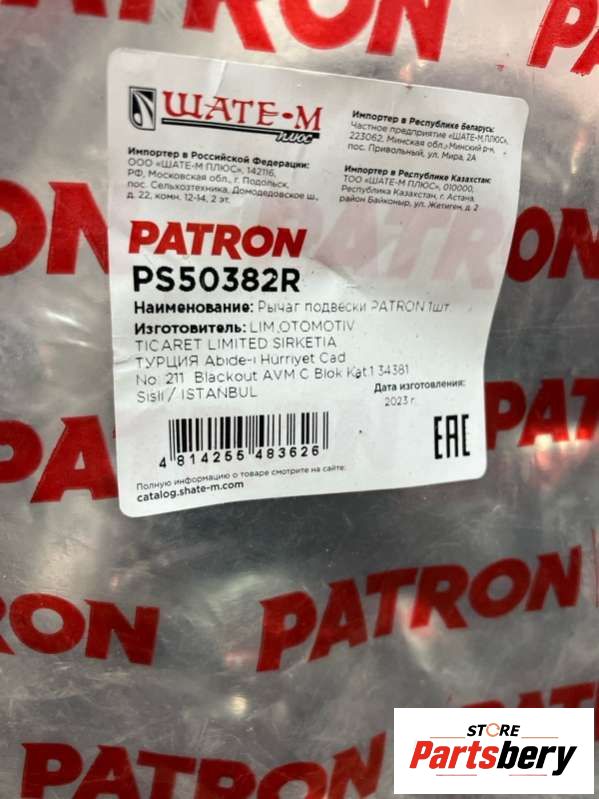 PATRON
PATRON
ШАТЕ-М
ПЛЮС
Импортер в Российской Федерации:
ООО «ШАТЕ-М ПЛЮС», 142116,
РФ, Московская обл., г. Подольск,
пос. Сельхозтехника, Домодедовское ш.,
д. 22, комн. 12-14, 2 эт.
Импортер в Республике Беларусь:
Частное предприятие «ШАТЕ-М ПЛЮС»,
223062, Минская обл., Минский р-н,
пос. Привольный, ул. Мира, 2А
Импортер в Республике Казахстан:
ТОО «ШАТЕ-М ПЛЮС», 010000,
Республика Казахстан, г. Астана,
район Байконыр, ул. Жетиген, д. 2
PATRON
PS50382R
Наименование: Рычаг подвески PATRON 1шт.
Изготовитель: LIM OTOMOTIV
TICARET LIMITED SIRKETIA
ТУРЦИЯ Abide-i Hurriyet Cad
No: 211 Blackout AVM C Blok Kat:1 34381
Sisli / ISTANBUL
Дата изготовления:
2023 г.
4 814255 483626
EAC
Полную информацию о товаре смотрите на сайте:
catalog.shate-m.com
RON
PATRON
PATRON
STORE
Partsbery